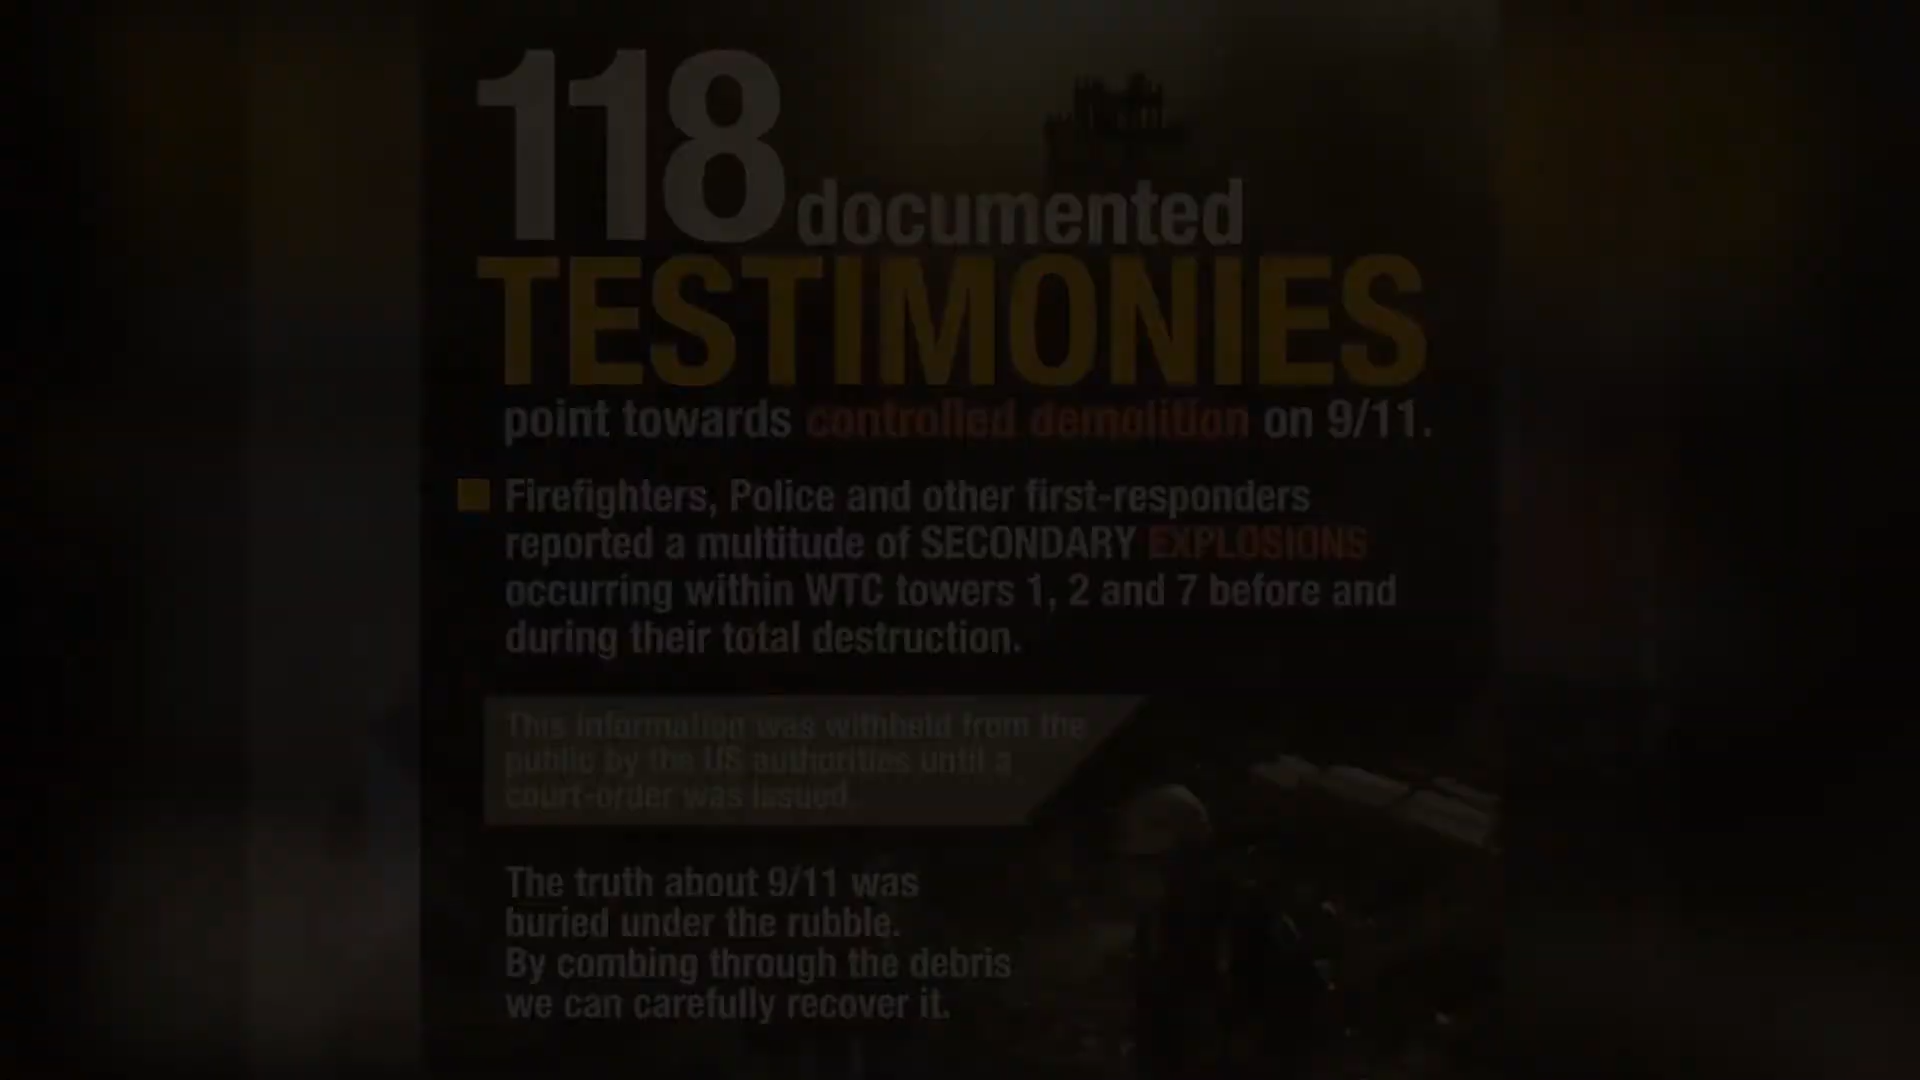 118 documented
TESTIMONIES
point towards controlled demolition on 9/11.
Firefighters, Police and other first-responders
reported a multitude of SECONDARY EXPLOSIONS
occurring within WTC towers 1, 2 and 7 before and
during their total destruction.
This information was withheld from the
public by the US authorities until a
court-order was issued.
The truth about 9/11 was
buried under the rubble.
By combing through the debris
we can carefully recover it.